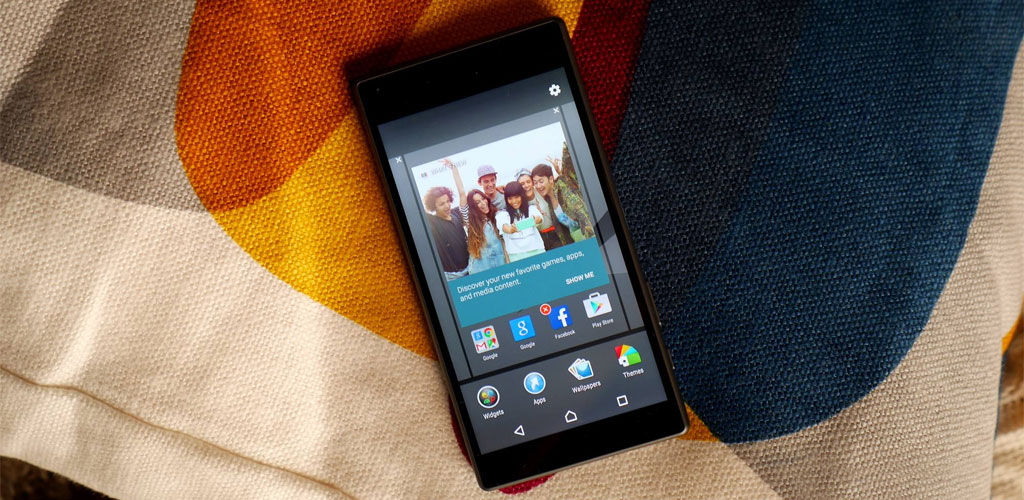 Discover your new favorite games, apps,
and media content.
SHOW ME
Google
Google
Facebook
Play Store
Widgets
Apps
Wallpapers
Themes